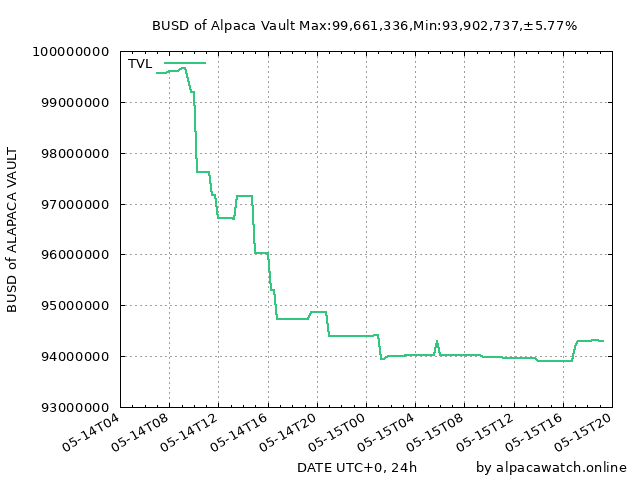 BUSD of Alpaca Vault Max:99,661,336,Min:93,902,737,±5.77%
100000000
TVL
99000000
98000000
97000000
96000000
95000000
94000000
93000000
BUSD of ALAPACA VAULT
05-14T04
05-14T08
05-14T12
05-14T16
05-14T20
05-15T00
05-15T04
05-15T08
05-15T12
05-15T16
05-15T20
DATE UTC+0, 24h
by alpacawatch.online